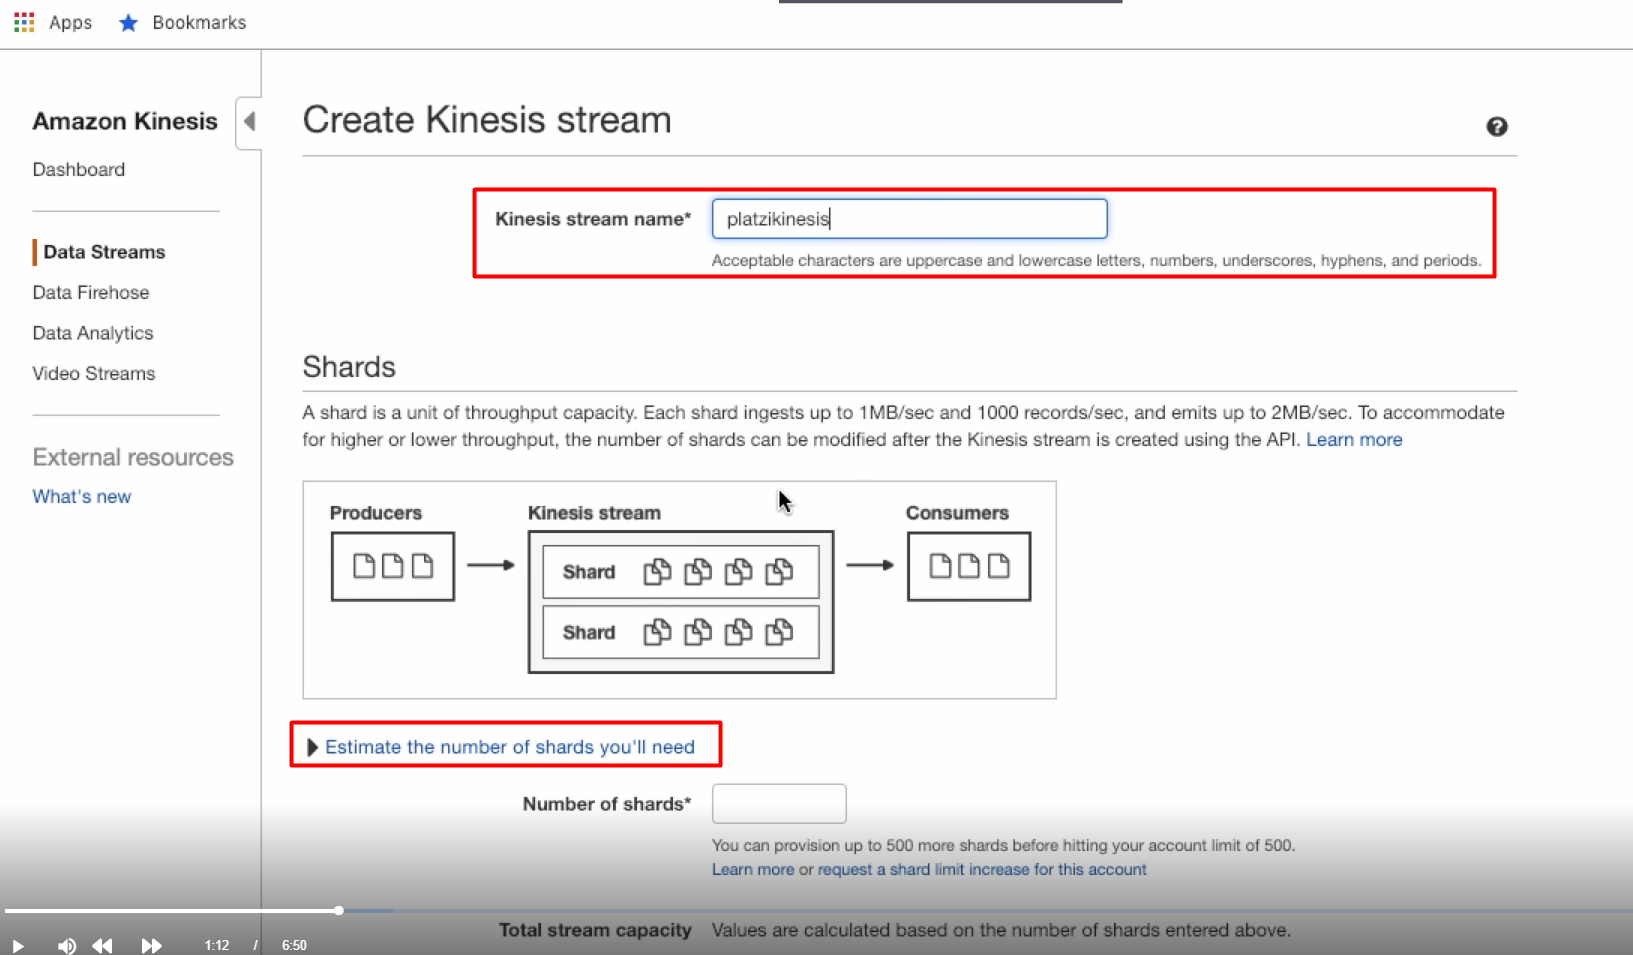 Apps
Bookmarks
Amazon Kinesis
Dashboard
Data Streams
Data Firehose
Data Analytics
Video Streams
External resources
What's new
Create Kinesis stream
Kinesis stream name*
platzikinesis
Acceptable characters are uppercase and lowercase letters, numbers, underscores, hyphens, and periods.
Shards
A shard is a unit of throughput capacity. Each shard ingests up to 1MB/sec and 1000 records/sec, and emits up to 2MB/sec. To accommodate
for higher or lower throughput, the number of shards can be modified after the Kinesis stream is created using the API. Learn more
Producers
Kinesis stream
Consumers
Shard
Shard
Estimate the number of shards you'll need
Number of shards*
You can provision up to 500 more shards before hitting your account limit of 500.
Learn more or request a shard limit increase for this account
Total stream capacity Values are calculated based on the number of shards entered above.
1:12 / 6:50